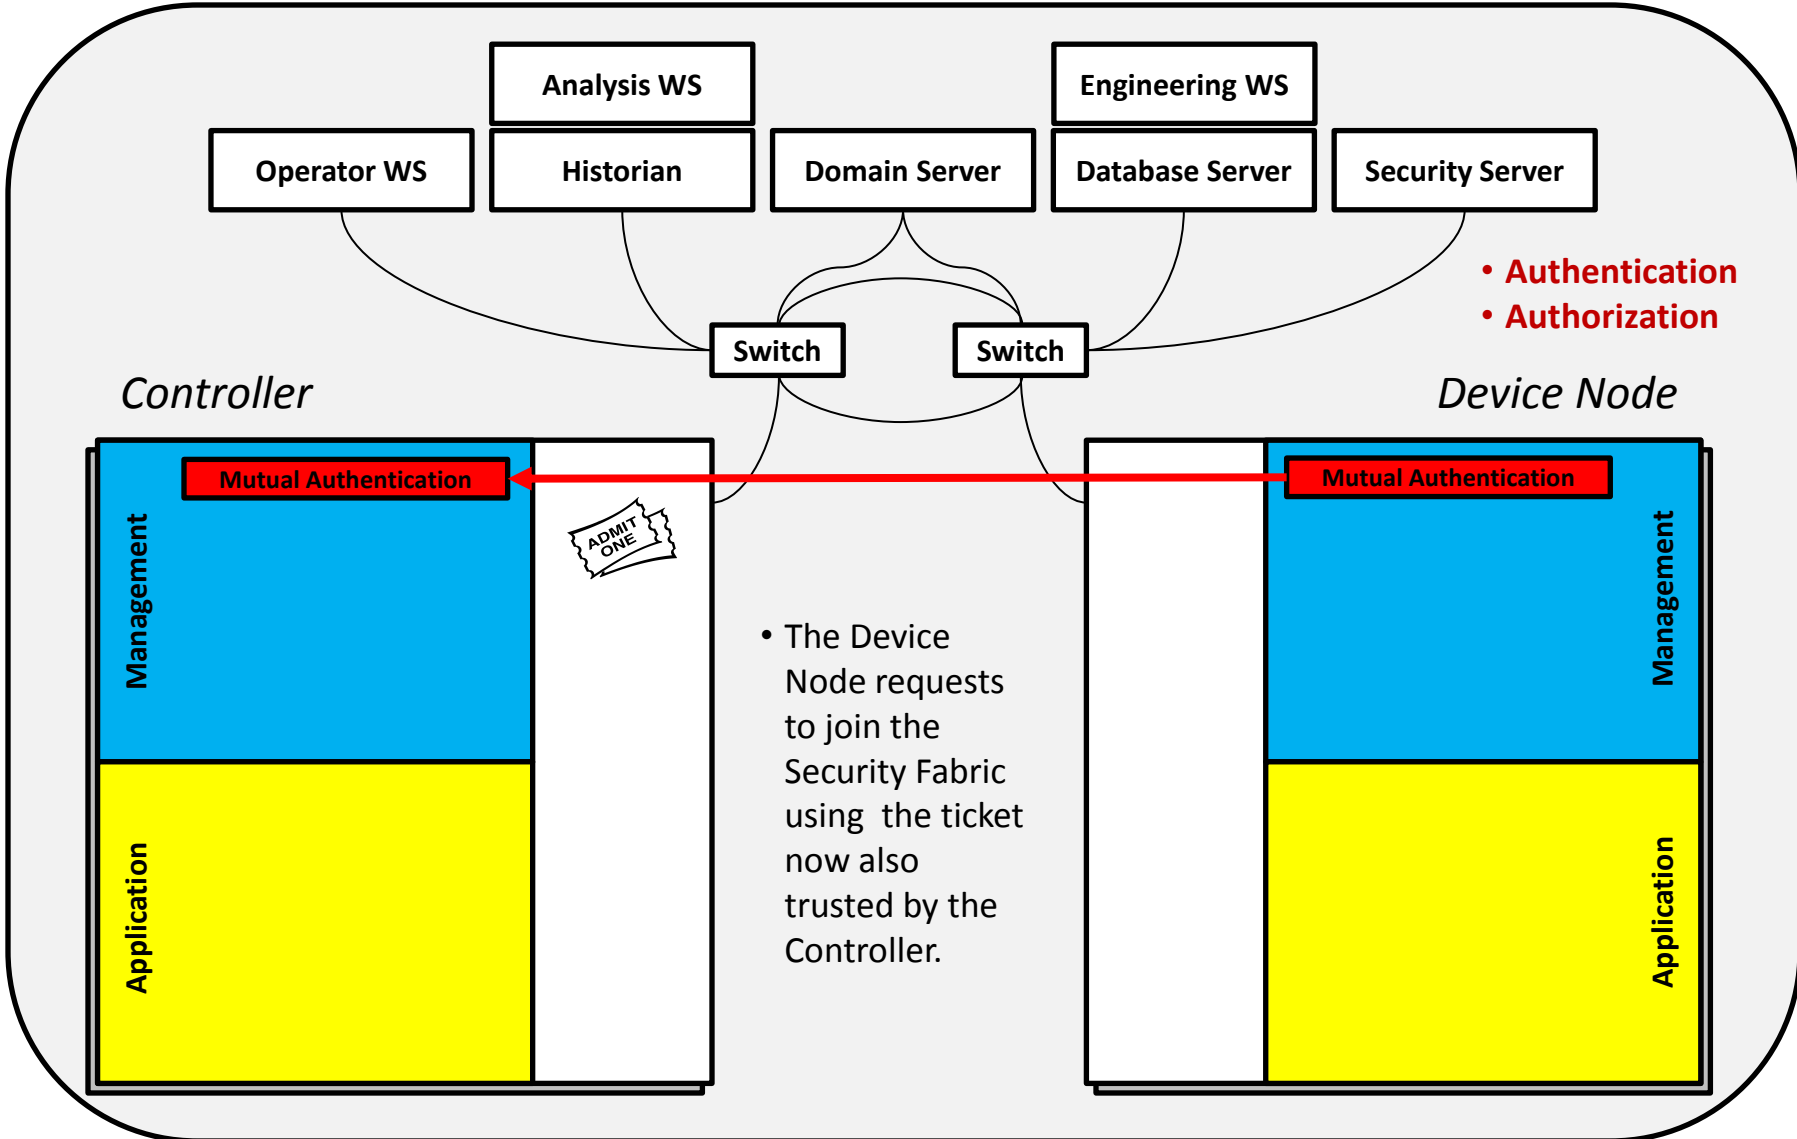 Analysis WS
Engineering WS
Operator WS
Historian
Domain Server
Database Server
Security Server
• Authentication
• Authorization
Switch
Switch
Controller
Device Node
Mutual Authentication
Mutual Authentication
ADMIT
ONE
Management
Management
• The Device
Node requests
to join the
Security Fabric
using  the ticket
now also
trusted by the
Controller.
Application
Application